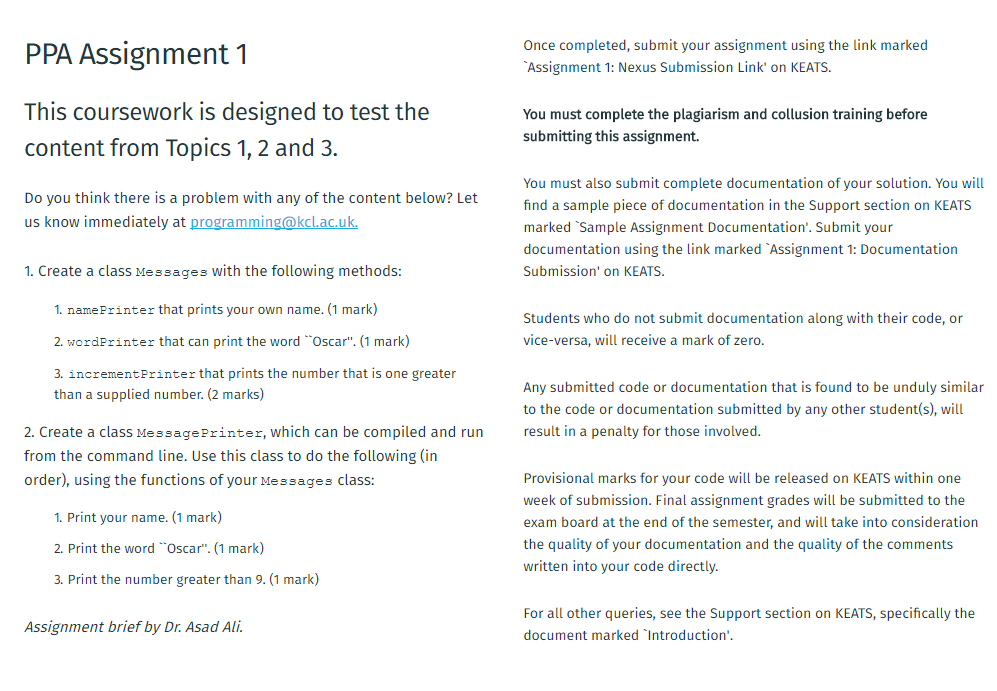 PPA Assignment 1
This coursework is designed to test the
content from Topics 1, 2 and 3.
Do you think there is a problem with any of the content below? Let
us know immediately at programming@kcl.ac.uk.
1. Create a class Messages with the following methods:
1. namePrinter that prints your own name. (1 mark)
2. wordPrinter that can print the word ``Oscar''. (1 mark)
3. incrementPrinter that prints the number that is one greater
than a supplied number. (2 marks)
2. Create a class MessagePrinter, which can be compiled and run
from the command line. Use this class to do the following (in
order), using the functions of your Messages class:
1. Print your name. (1 mark)
2. Print the word ``Oscar''. (1 mark)
3. Print the number greater than 9. (1 mark)
Assignment brief by Dr. Asad Ali.
Once completed, submit your assignment using the link marked
`Assignment 1: Nexus Submission Link' on KEATS.
You must complete the plagiarism and collusion training before
submitting this assignment.
You must also submit complete documentation of your solution. You will
find a sample piece of documentation in the Support section on KEATS
marked `Sample Assignment Documentation'. Submit your
documentation using the link marked `Assignment 1: Documentation
Submission' on KEATS.
Students who do not submit documentation along with their code, or
vice-versa, will receive a mark of zero.
Any submitted code or documentation that is found to be unduly similar
to the code or documentation submitted by any other student(s), will
result in a penalty for those involved.
Provisional marks for your code will be released on KEATS within one
week of submission. Final assignment grades will be submitted to the
exam board at the end of the semester, and will take into consideration
the quality of your documentation and the quality of the comments
written into your code directly.
For all other queries, see the Support section on KEATS, specifically the
document marked `Introduction'.